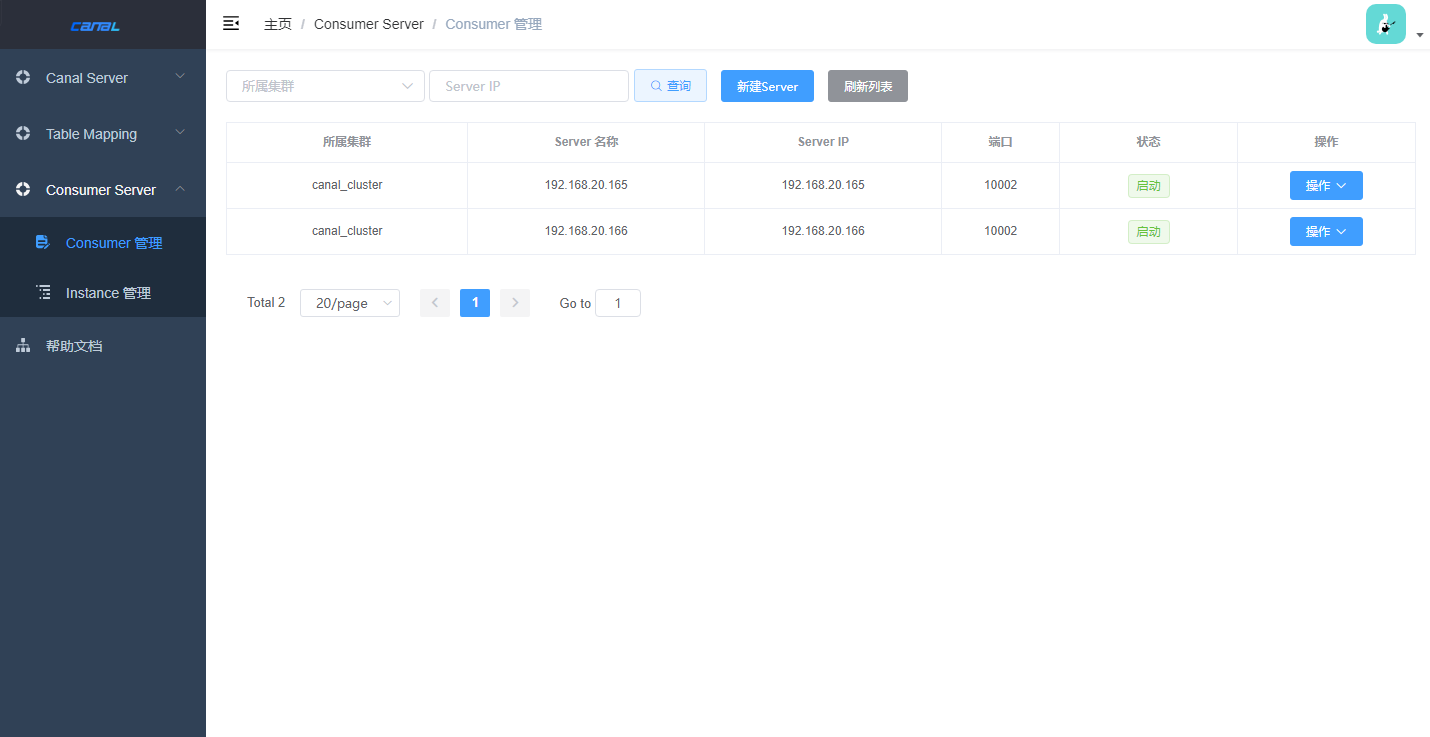 canal
主页 / Consumer Server / Consumer 管理
Canal Server
Table Mapping
Consumer Server
Consumer 管理
Instance 管理
帮助文档
所属集群 Server IP 查询 新建Server 刷新列表
所属集群 Server 名称 Server IP 端口 状态 操作
canal_cluster 192.168.20.165 192.168.20.165 10002 启动 操作
canal_cluster 192.168.20.166 192.168.20.166 10002 启动 操作
Total 2 20/page 1 Go to 1